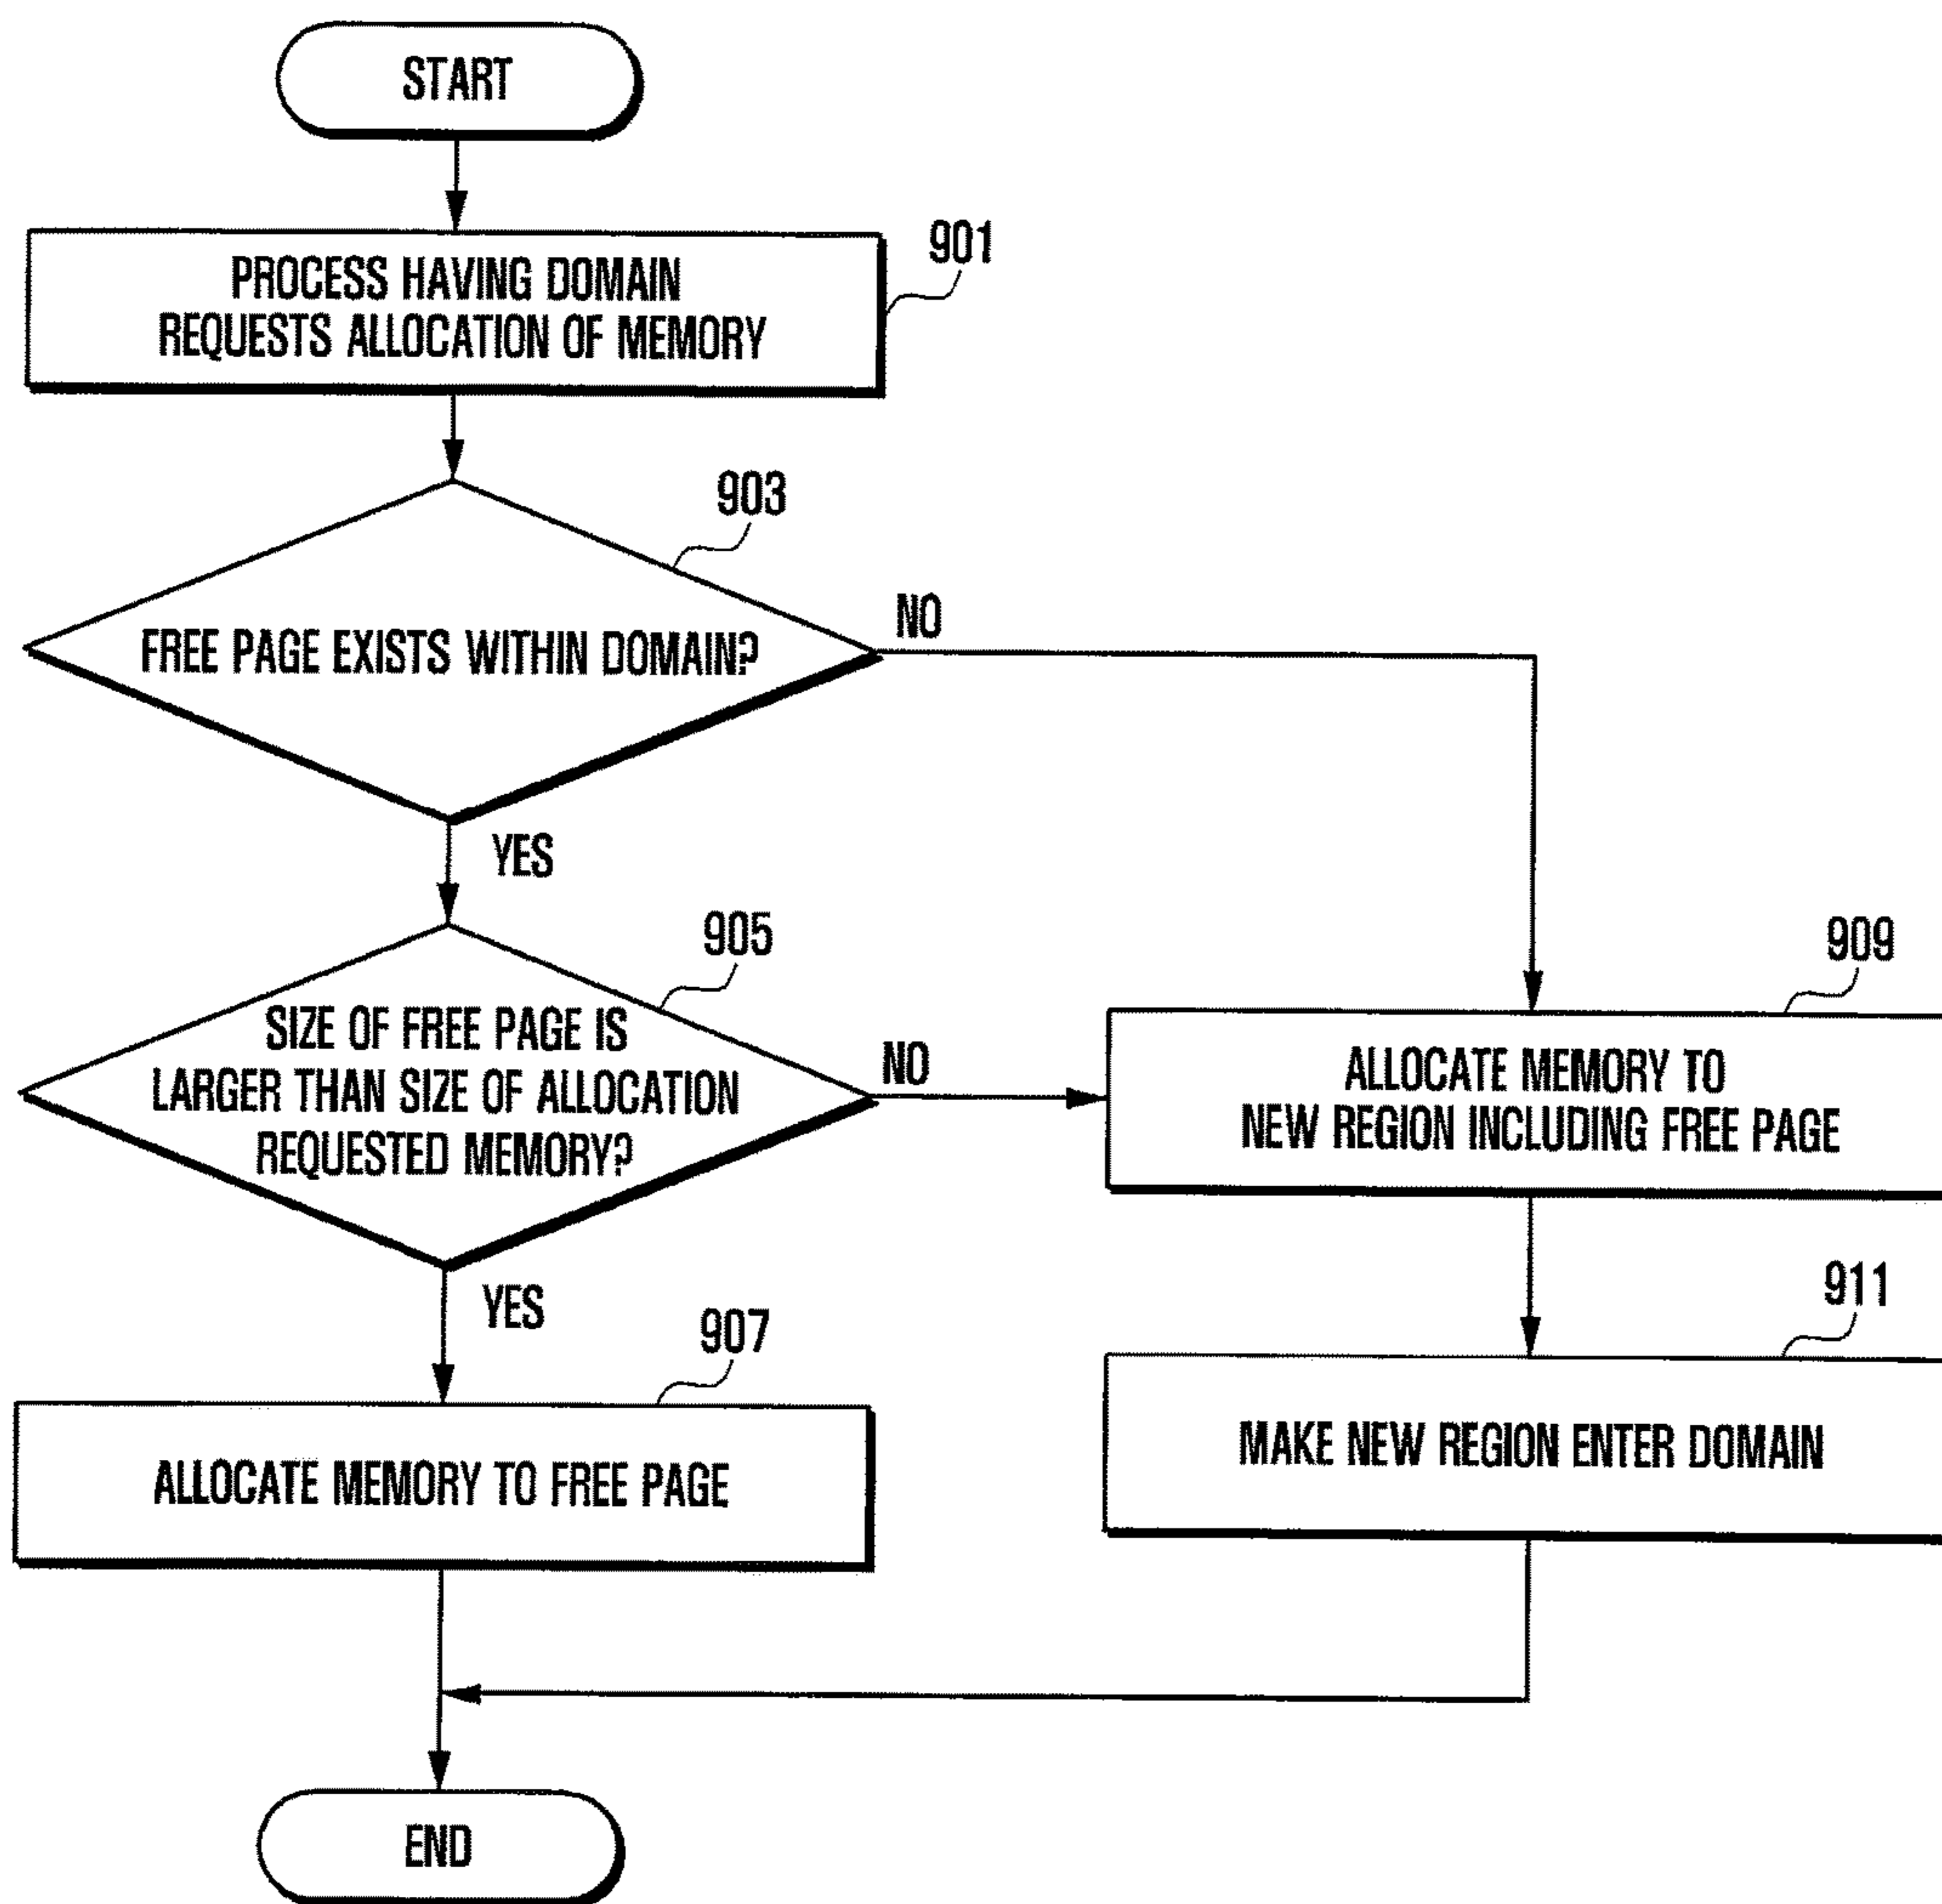 START
901
PROCESS HAVING DOMAIN
REQUESTS ALLOCATION OF MEMORY
903
FREE PAGE EXISTS WITHIN DOMAIN?
NO
YES
905
SIZE OF FREE PAGE IS
LARGER THAN SIZE OF ALLOCATION
REQUESTED MEMORY?
NO
YES
907
ALLOCATE MEMORY TO FREE PAGE
909
ALLOCATE MEMORY TO
NEW REGION INCLUDING FREE PAGE
911
MAKE NEW REGION ENTER DOMAIN
END